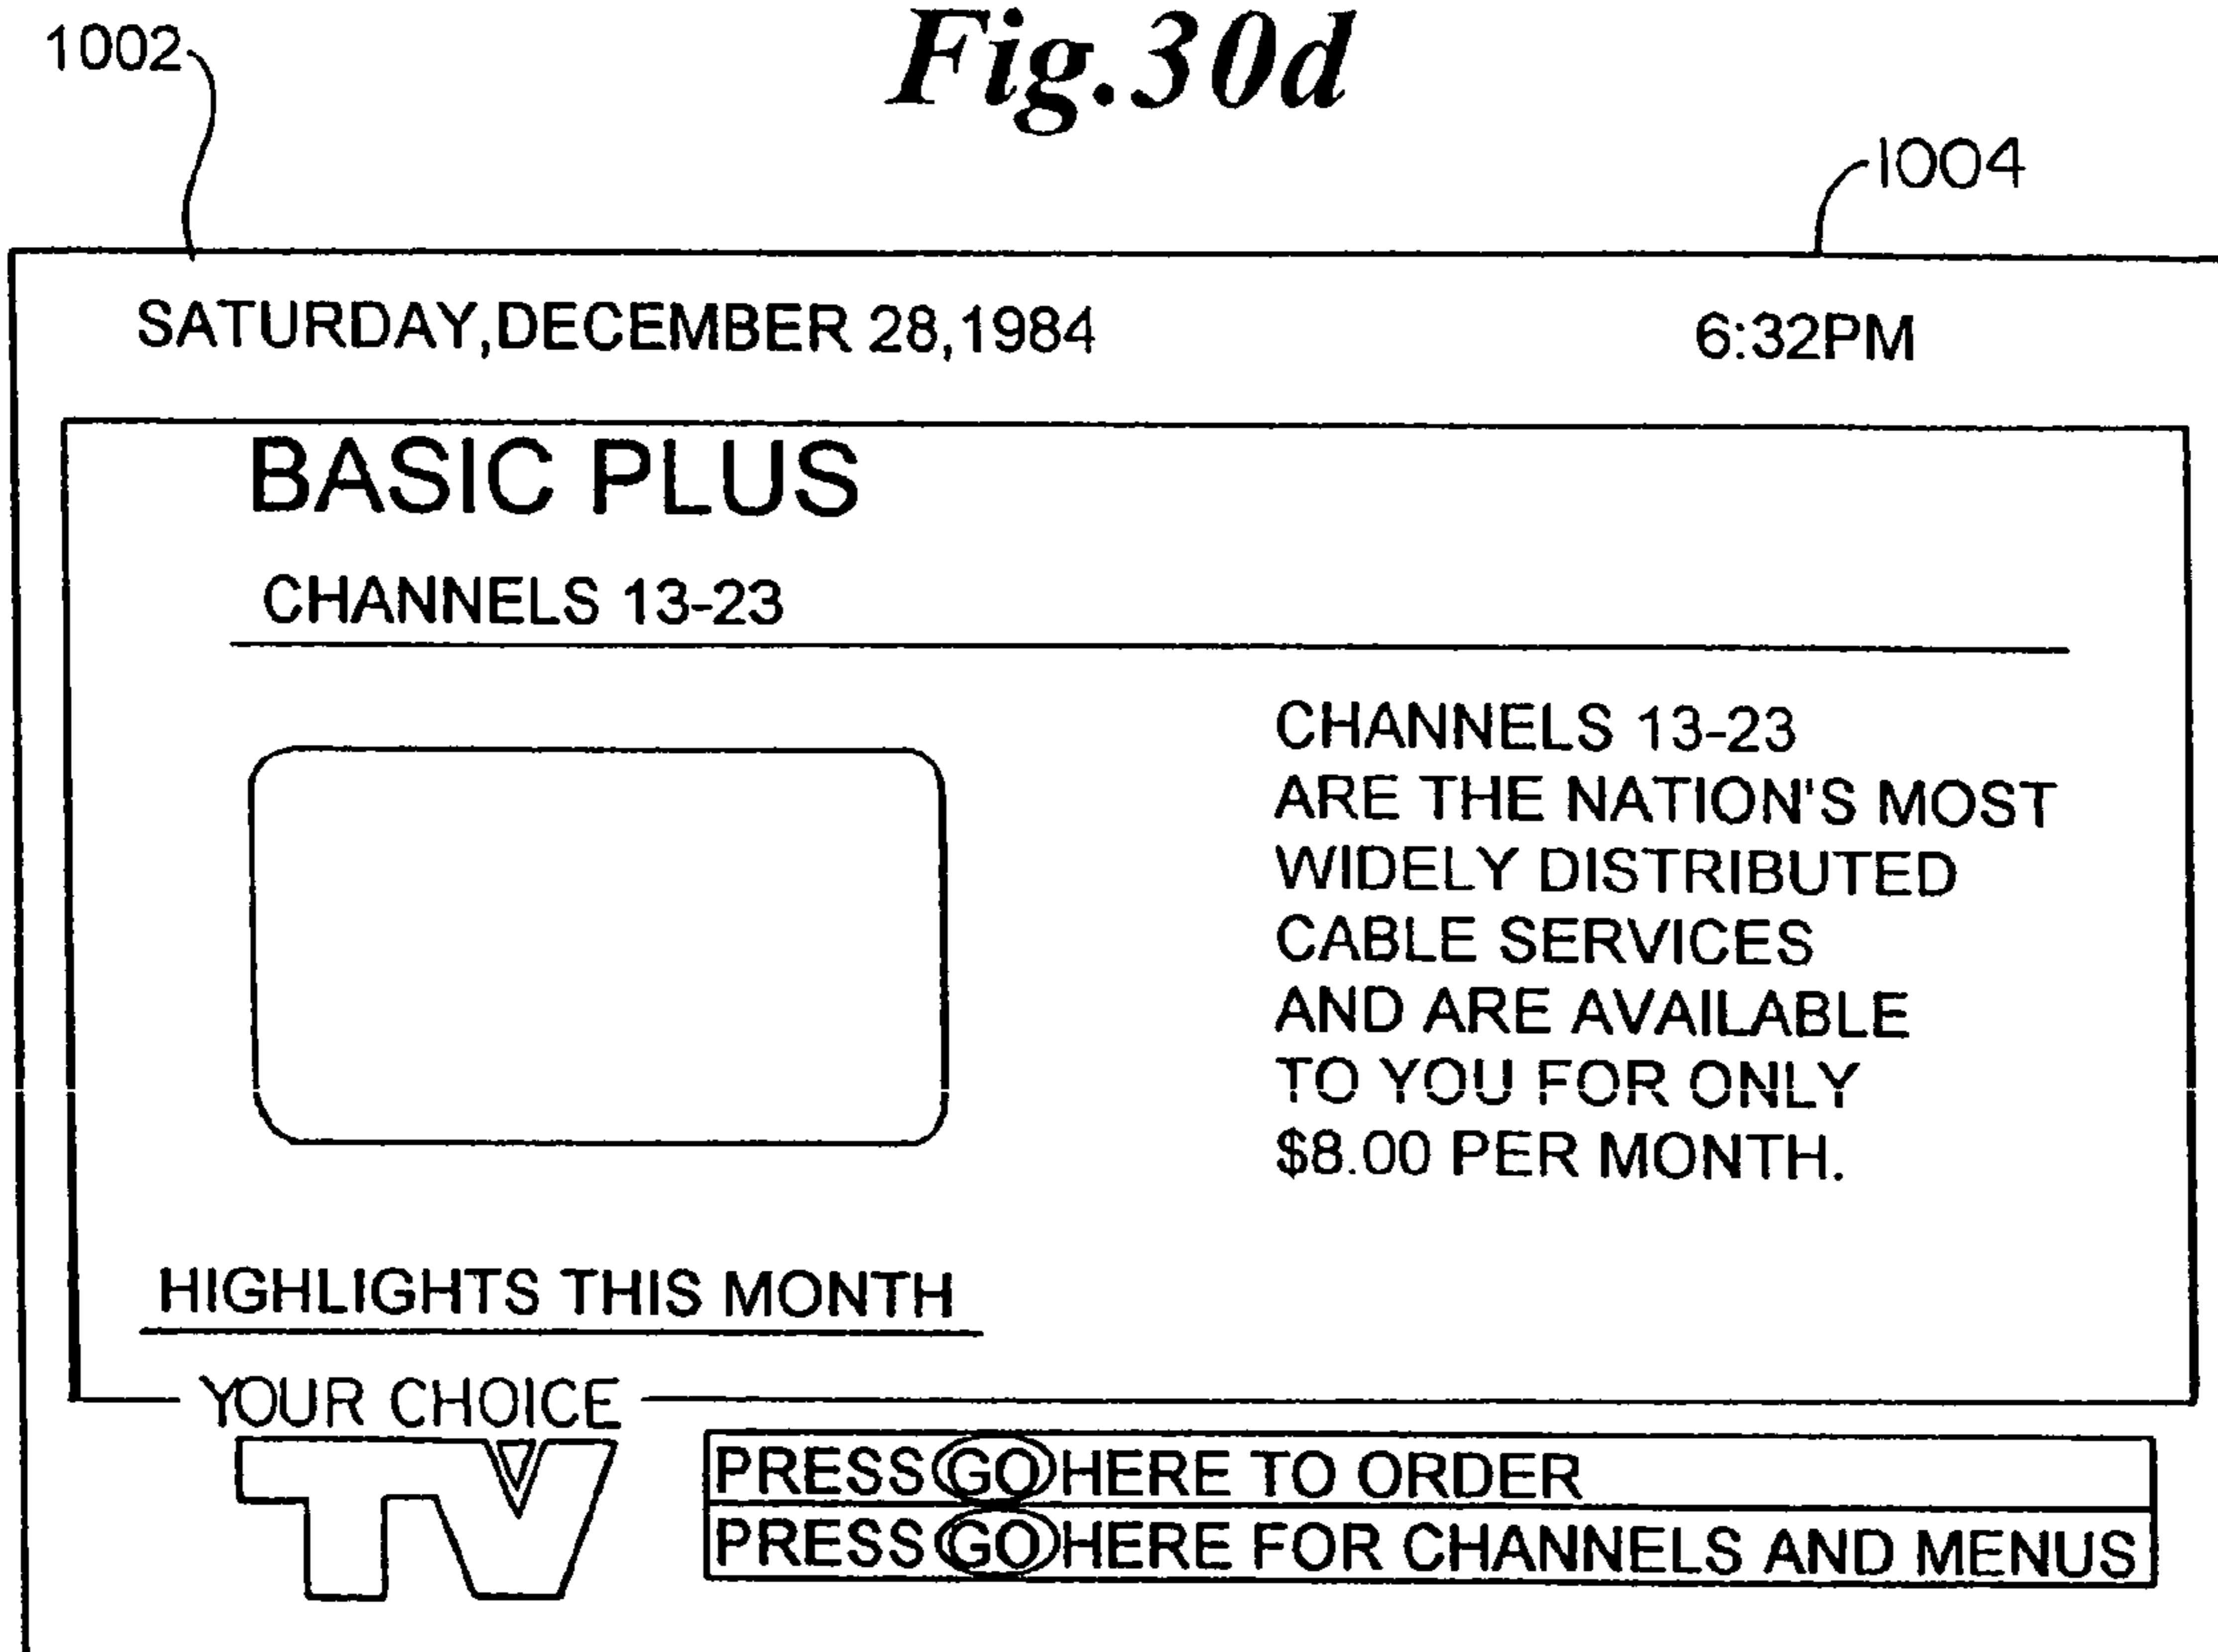 Fig.30d
1002
1004
SATURDAY,DECEMBER 28,1984
6:32PM
BASIC PLUS
CHANNELS 13-23
CHANNELS 13-23
ARE THE NATION'S MOST
WIDELY DISTRIBUTED
CABLE SERVICES
AND ARE AVAILABLE
TO YOU FOR ONLY
$8.00 PER MONTH.
HIGHLIGHTS THIS MONTH
YOUR CHOICE
TV
PRESS GO HERE TO ORDER
PRESS GO HERE FOR CHANNELS AND MENUS